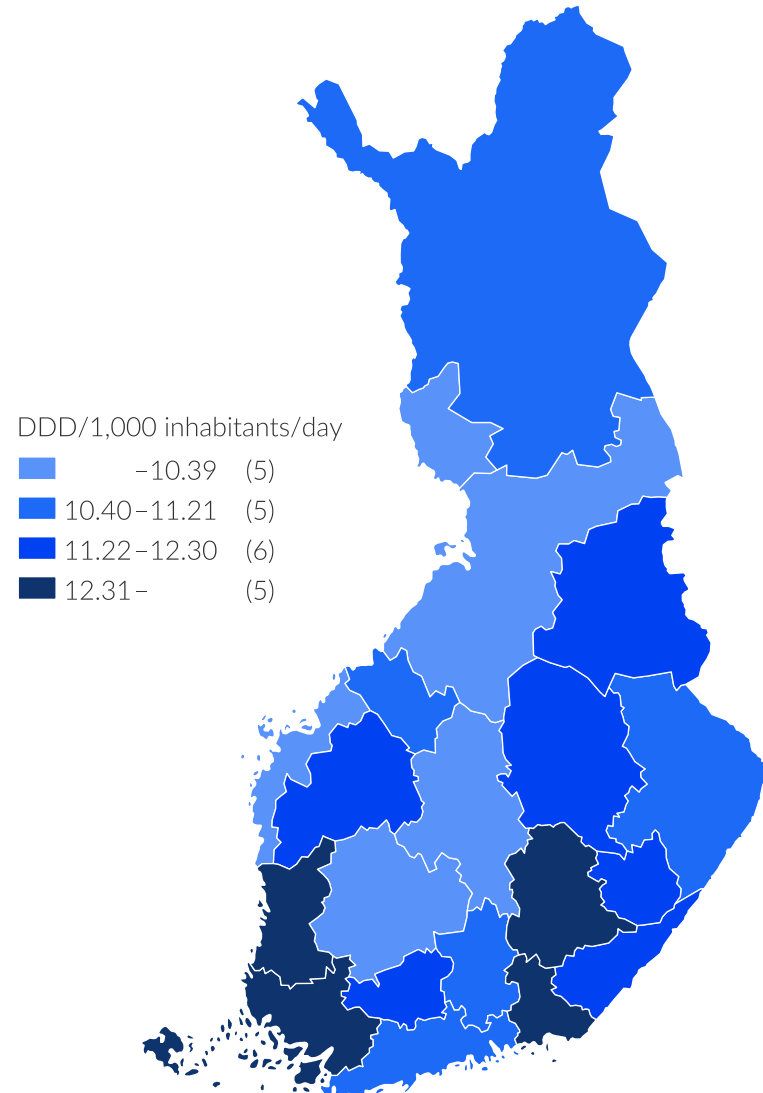 DDD/1,000 inhabitants/day
–10.39 (5)
10.40–11.21 (5)
11.22–12.30 (6)
12.31– (5)